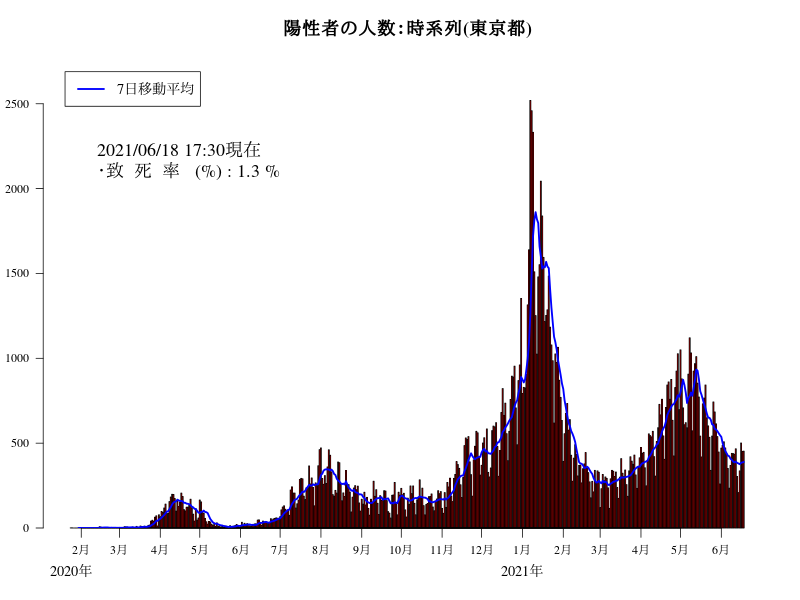 陽性者の人数:時系列(東京都)
7日移動平均
2021/06/18 17:30現在
・致 死 率 (%) : 1.3 %
2500
2000
1500
1000
500
0
2月 3月 4月 5月 6月 7月 8月 9月 10月 11月 12月 1月 2月 3月 4月 5月 6月
2020年 2021年